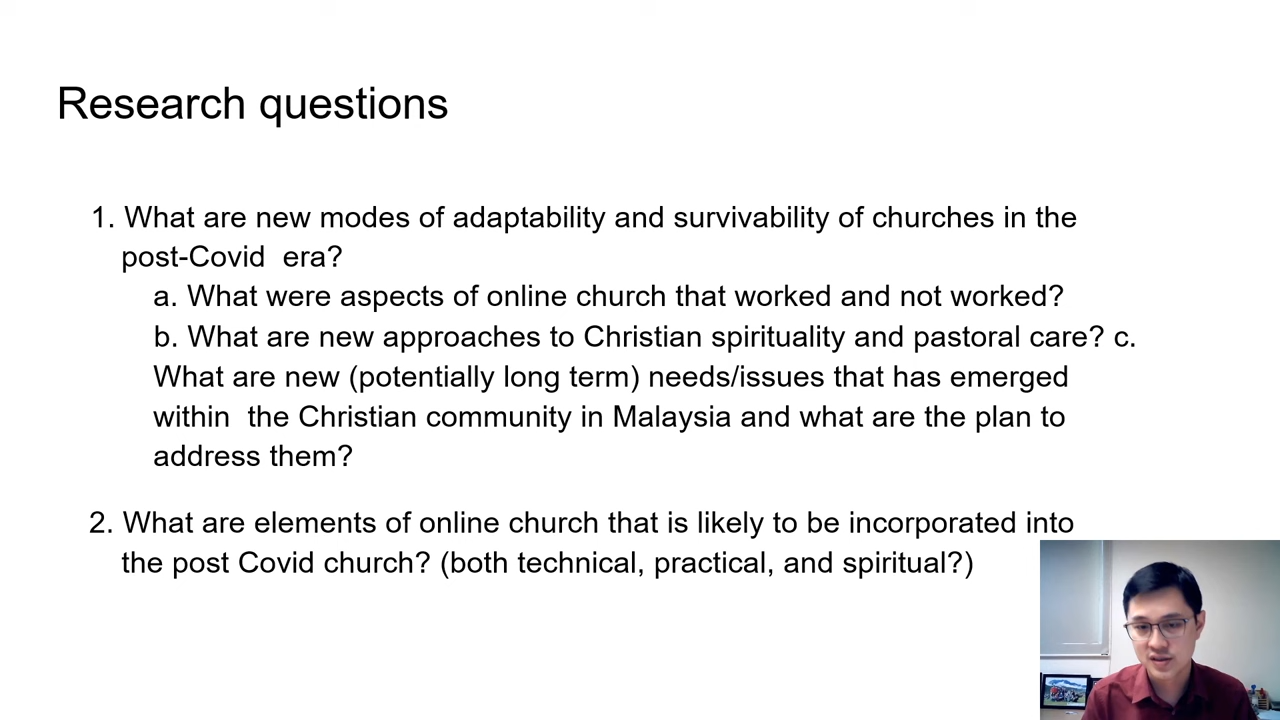 Research questions
1. What are new modes of adaptability and survivability of churches in the
post-Covid  era?
a. What were aspects of online church that worked and not worked?
b. What are new approaches to Christian spirituality and pastoral care? c.
What are new (potentially long term) needs/issues that has emerged
within  the Christian community in Malaysia and what are the plan to
address them?
2. What are elements of online church that is likely to be incorporated into
the post Covid church? (both technical, practical, and spiritual?)